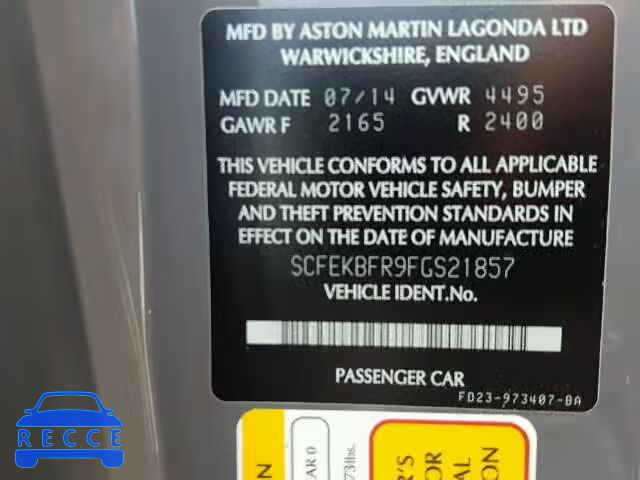 MFD BY ASTON MARTIN LAGONDA LTD
WARWICKSHIRE, ENGLAND
MFD DATE 07/14 GVWR 4495
GAWR F 2165 R 2400
THIS VEHICLE CONFORMS TO ALL APPLICABLE
FEDERAL MOTOR VEHICLE SAFETY, BUMPER
AND THEFT PREVENTION STANDARDS IN
EFFECT ON THE DATE OF MANUFACTURE
SCFEKBFR9FGS21857
VEHICLE IDENT.No.
PASSENGER CAR
FD23-973407-BA
RECCE